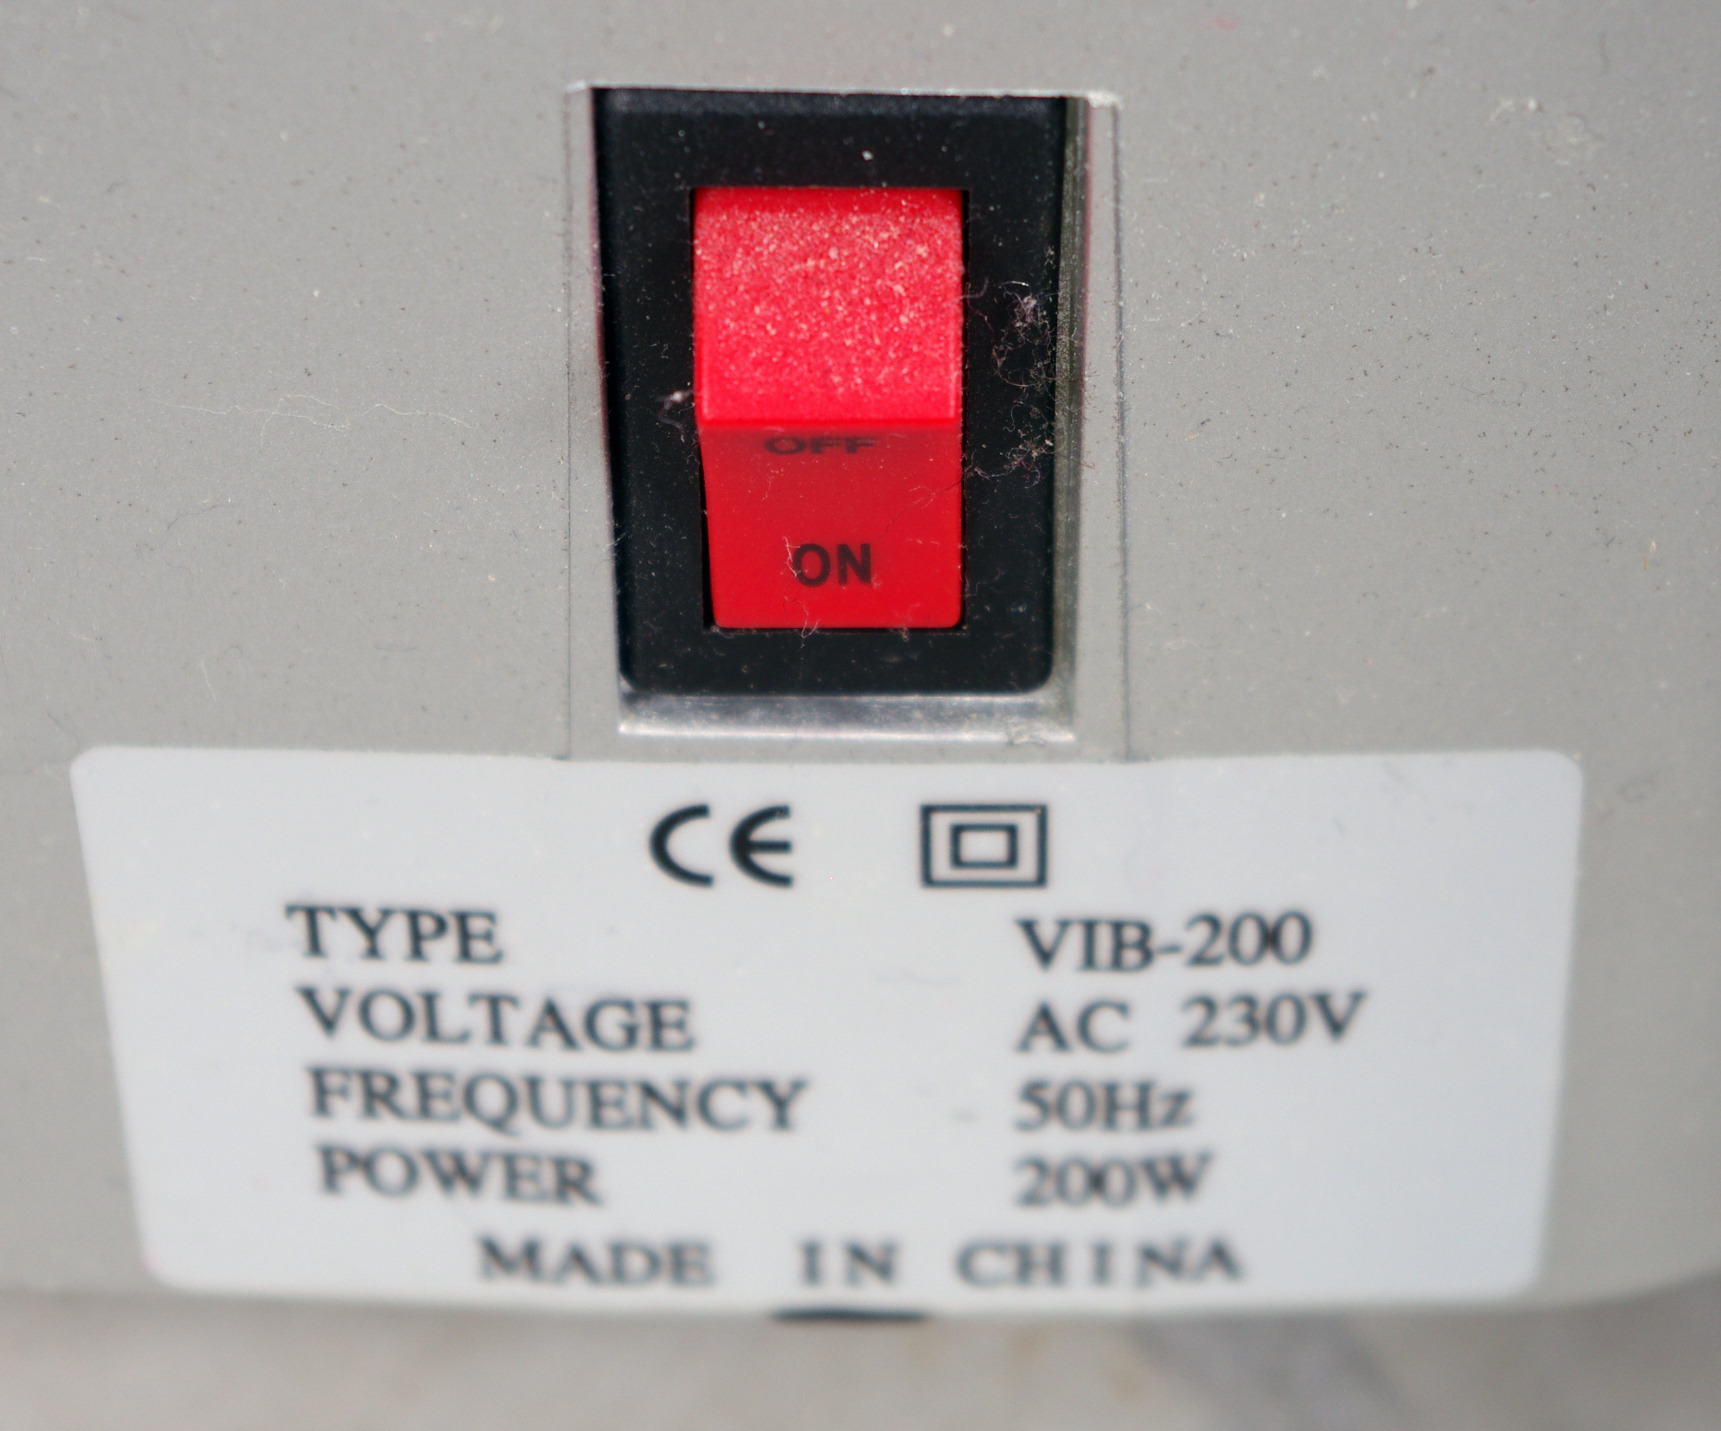 OFF
ON
CE
TYPE VIB-200
VOLTAGE AC 230V
FREQUENCY 50Hz
POWER 200W
MADE IN CHINA